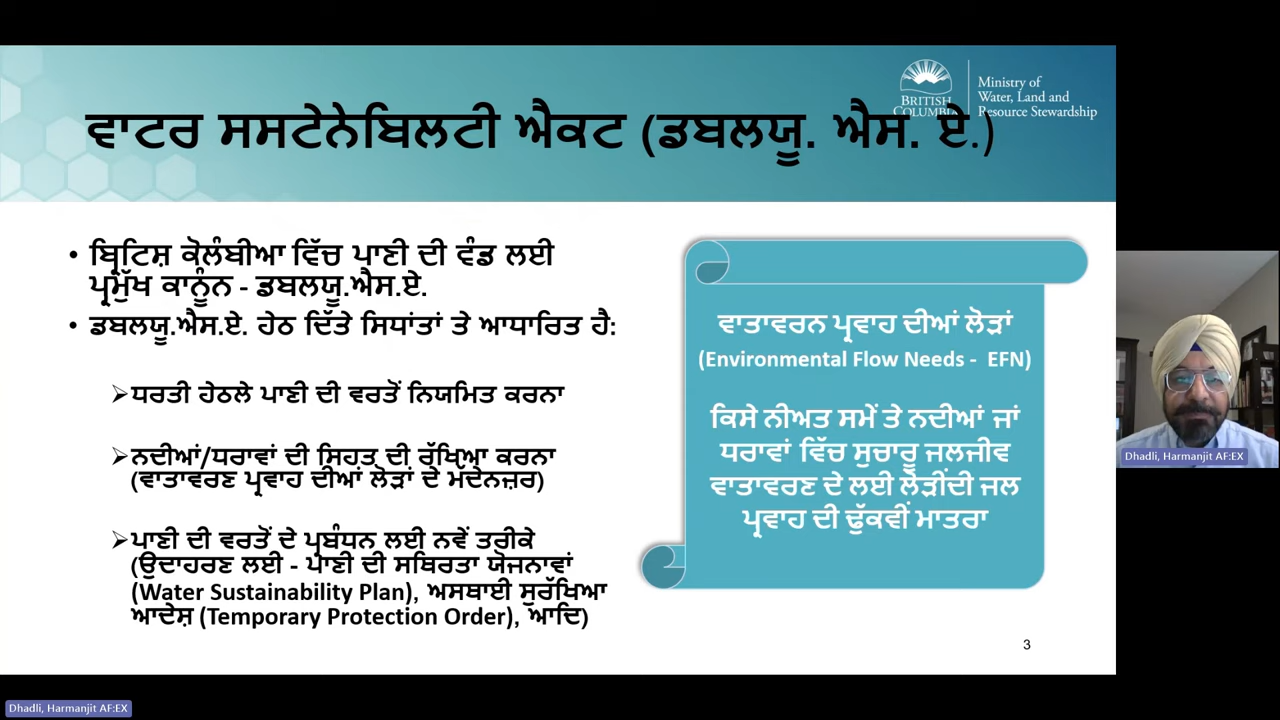 BRITISH
COLUMBIA
Ministry of
Water, Land and
Resource Stewardship
ਵਾਟਰ ਸਸਟੇਨੇਬਿਲਟੀ ਐਕਟ (ਡਬਲਯੂ. ਐਸ. ਏ.)
• ਬ੍ਰਿਟਿਸ਼ ਕੋਲੰਬੀਆ ਵਿੱਚ ਪਾਣੀ ਦੀ ਵੰਡ ਲਈ
ਪ੍ਰਮੁੱਖ ਕਾਨੂੰਨ - ਡਬਲਯੂ.ਐਸ.ਏ.
• ਡਬਲਯੂ.ਐਸ.ਏ. ਹੇਠ ਦਿੱਤੇ ਸਿਧਾਂਤਾਂ ਤੇ ਆਧਾਰਿਤ ਹੈ:
➢ਧਰਤੀ ਹੇਠਲੇ ਪਾਣੀ ਦੀ ਵਰਤੋਂ ਨਿਯਮਿਤ ਕਰਨਾ
➢ਨਦੀਆਂ/ਧਰਾਵਾਂ ਦੀ ਸਿਹਤ ਦੀ ਰੱਖਿਆ ਕਰਨਾ
(ਵਾਤਾਵਰਣ ਪ੍ਰਵਾਹ ਦੀਆਂ ਲੋੜਾਂ ਦੇ ਮੱਦੇਨਜ਼ਰ)
➢ਪਾਣੀ ਦੀ ਵਰਤੋਂ ਦੇ ਪ੍ਰਬੰਧਨ ਲਈ ਨਵੇਂ ਤਰੀਕੇ
(ਉਦਾਹਰਣ ਲਈ - ਪਾਣੀ ਦੀ ਸਥਿਰਤਾ ਯੋਜਨਾਵਾਂ
(Water Sustainability Plan), ਅਸਥਾਈ ਸੁਰੱਖਿਆ
ਆਦੇਸ਼ (Temporary Protection Order), ਆਦਿ)
ਵਾਤਾਵਰਨ ਪ੍ਰਵਾਹ ਦੀਆਂ ਲੋੜਾਂ
(Environmental Flow Needs - EFN)
ਕਿਸੇ ਨੀਅਤ ਸਮੇਂ ਤੇ ਨਦੀਆਂ ਜਾਂ
ਧਰਾਵਾਂ ਵਿੱਚ ਸੁਚਾਰੂ ਜਲਜੀਵ
ਵਾਤਾਵਰਣ ਦੇ ਲਈ ਲੋੜੀਂਦੀ ਜਲ
ਪ੍ਰਵਾਹ ਦੀ ਢੁੱਕਵੀਂ ਮਾਤਰਾ
3
Dhadli, Harmanjit AF:EX
Dhadli, Harmanjit AF:EX